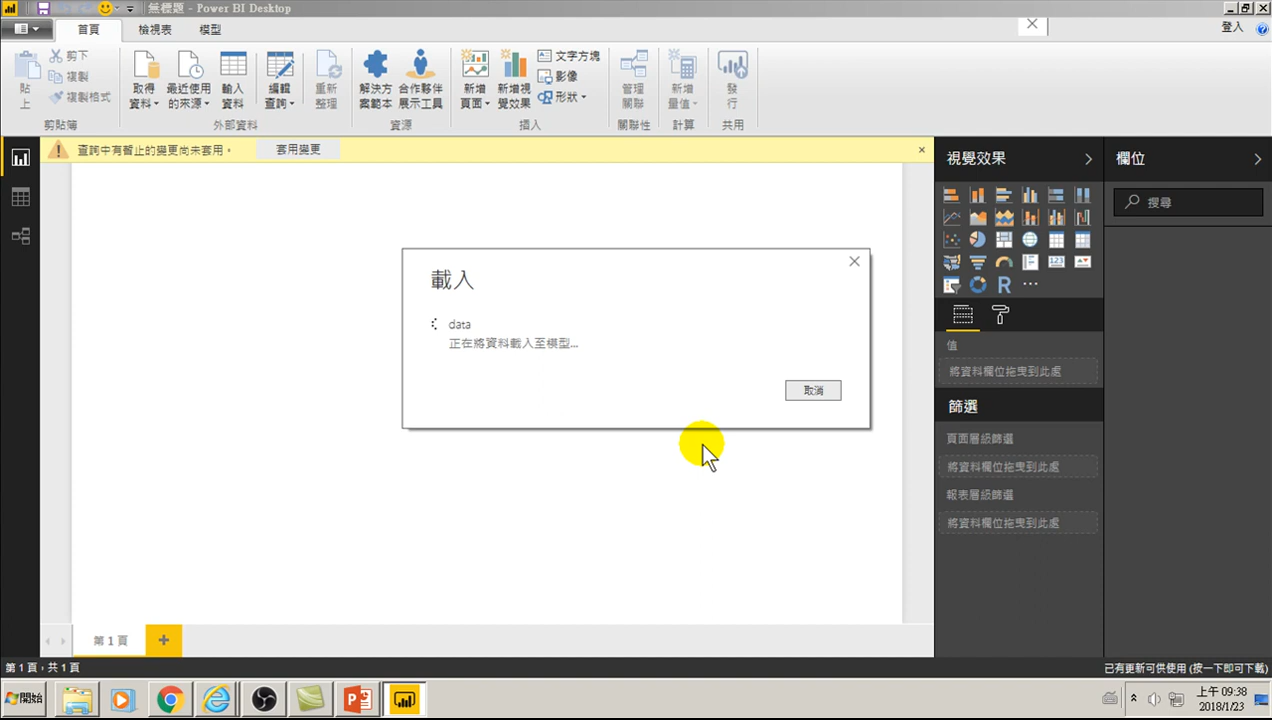 無標題 - Power BI Desktop
首頁
檢視表
模型
登入
貼上
剪下
複製
複製格式
剪貼簿
取得資料
最近使用的來源
輸入資料
編輯查詢
外部資料
重新整理
解決方案範本
合作夥伴展示工具
資源
新增頁面
新增視覺效果
文字方塊
影像
形狀
插入
管理關聯
關聯性
新增量值
計算
發行
共用
查詢中有暫止的變更尚未套用。
套用變更
視覺效果
欄位
搜尋
載入
data
正在將資料載入至模型...
取消
值
將資料欄位拖曳到此處
篩選
頁面層級篩選
將資料欄位拖曳到此處
報表層級篩選
將資料欄位拖曳到此處
第 1 頁
第 1 頁，共 1 頁
已有更新可供使用 (按一下即可下載)
開始
上午 09:38
2018/1/23